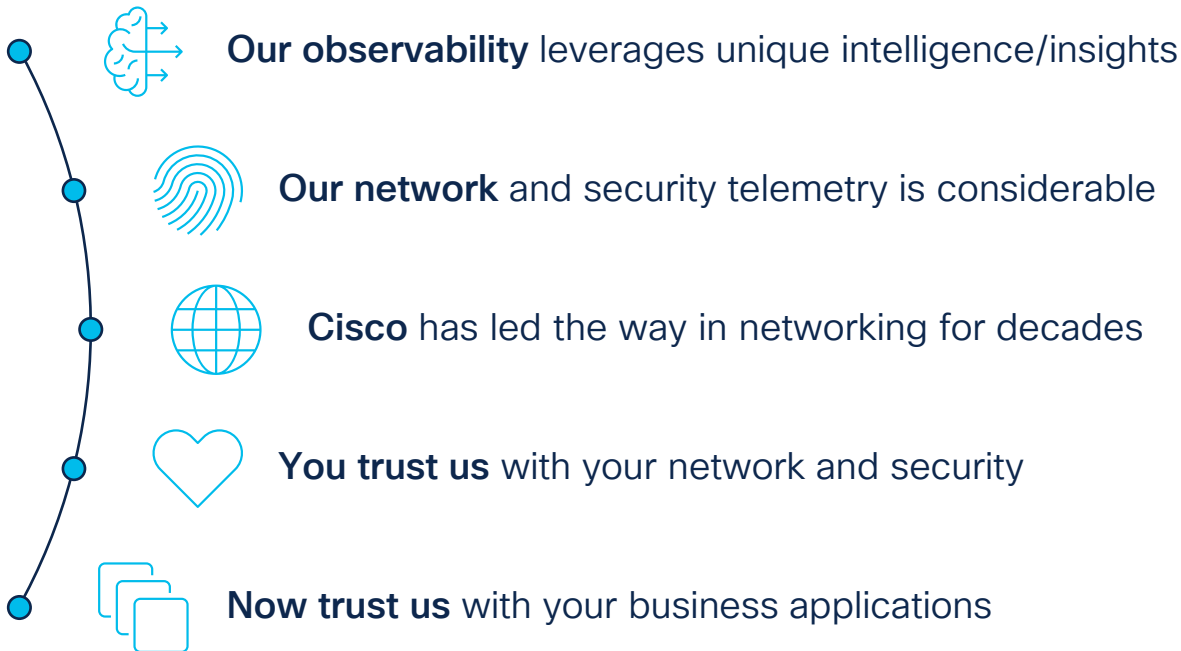 Our observability leverages unique intelligence/insights
Our network and security telemetry is considerable
Cisco has led the way in networking for decades
You trust us with your network and security
Now trust us with your business applications